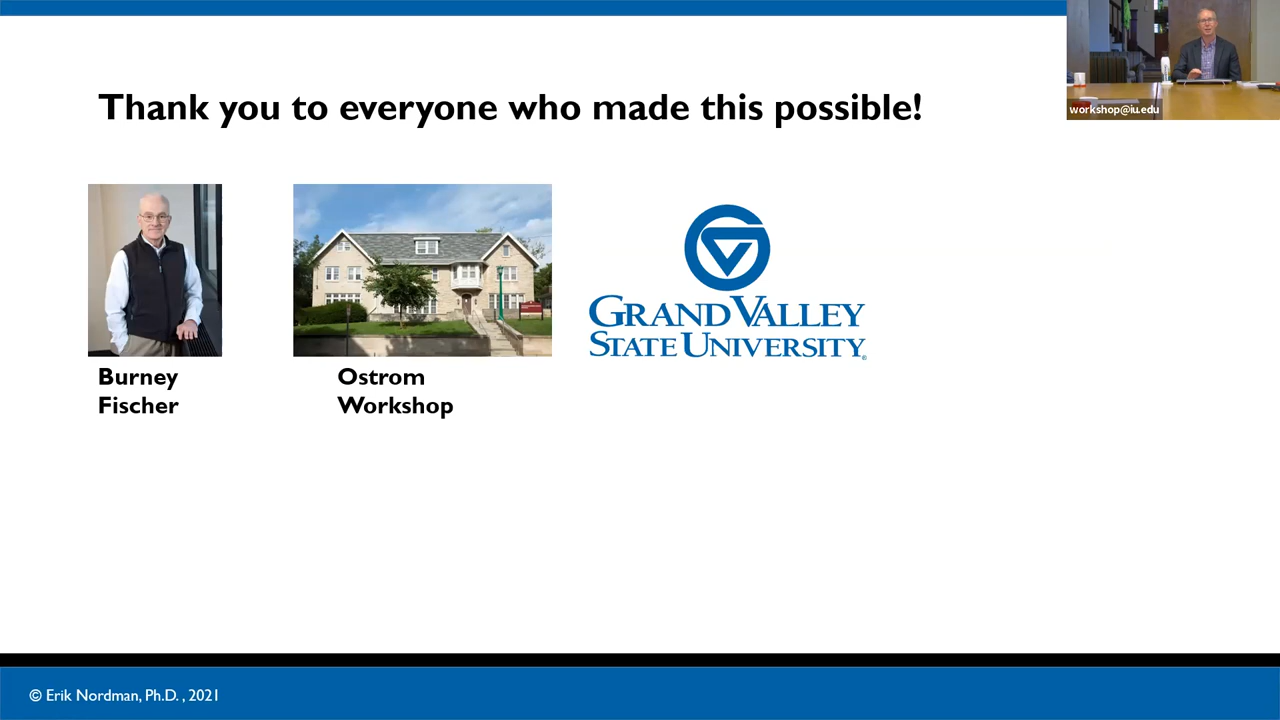 Thank you to everyone who made this possible!
workshop@iu.edu
GRAND VALLEY
STATE UNIVERSITY®
Burney
Fischer
Ostrom
Workshop
© Erik Nordman, Ph.D. , 2021